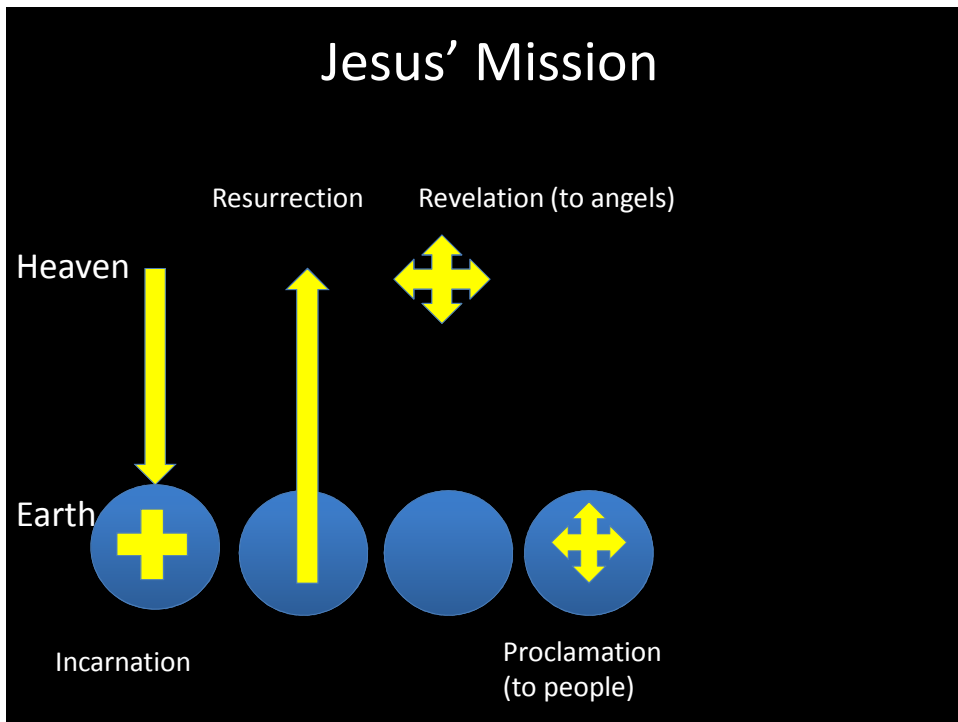 Jesus’ Mission
Resurrection
Revelation (to angels)
Heaven
Earth
Incarnation
Proclamation
(to people)